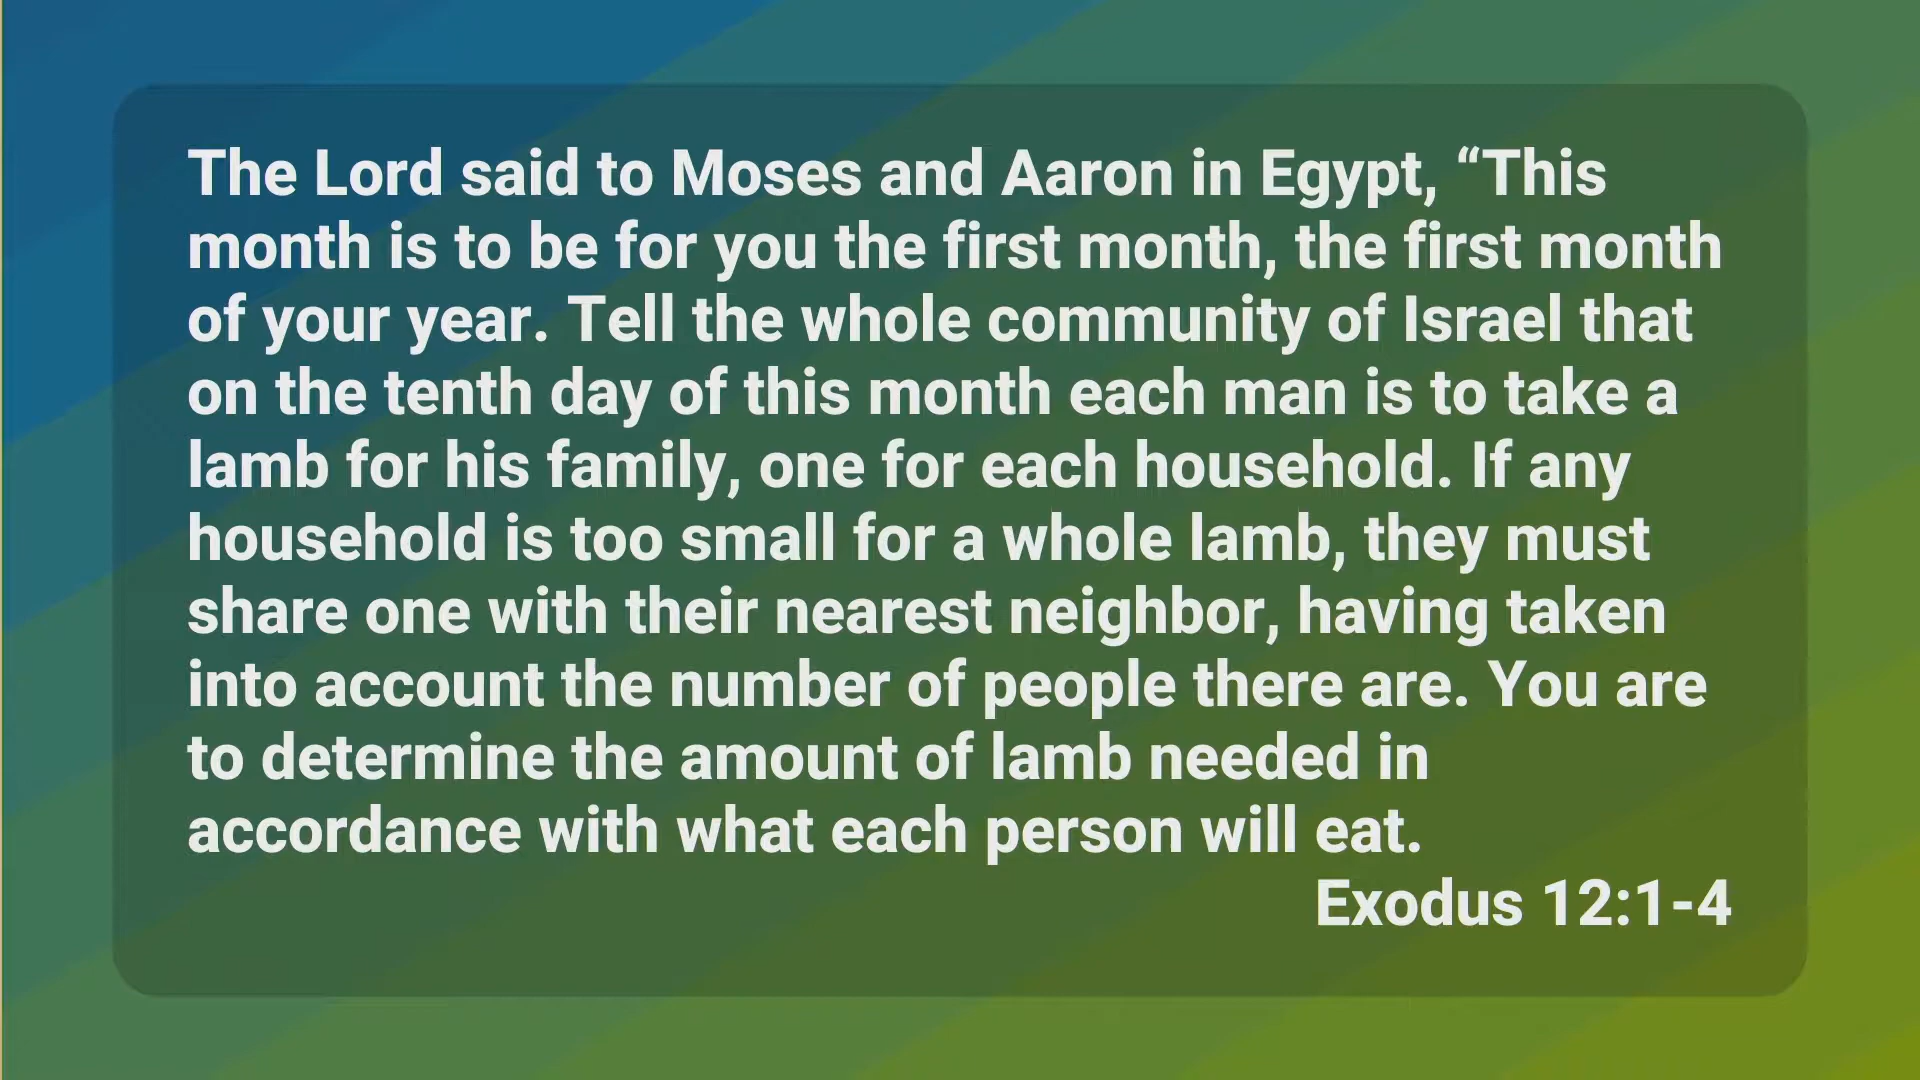 The Lord said to Moses and Aaron in Egypt, “This
month is to be for you the first month, the first month
of your year. Tell the whole community of Israel that
on the tenth day of this month each man is to take a
lamb for his family, one for each household. If any
household is too small for a whole lamb, they must
share one with their nearest neighbor, having taken
into account the number of people there are. You are
to determine the amount of lamb needed in
accordance with what each person will eat.
Exodus 12:1-4